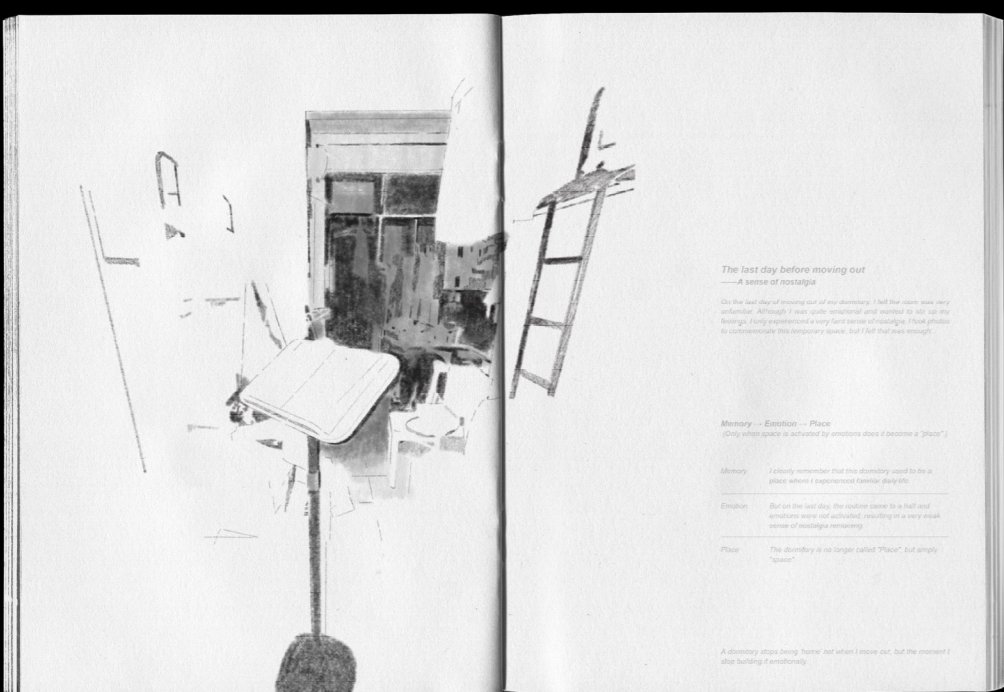 The last day before moving out
——A sense of nostalgia
On the last day of moving out of my dormitory, I felt the room was very
unfamiliar. Although I was quite emotional and wanted to stir up my
feelings, I only experienced a very faint sense of nostalgia. I took photos
to commemorate this temporary space, but I felt that was enough.
Memory → Emotion → Place
(Only when space is activated by emotions does it become a "place".)
Memory I clearly remember that this dormitory used to be a
place where I experienced familiar daily life.
Emotion But on the last day, the routine came to a halt and
emotions were not activated, resulting in a very weak
sense of nostalgia remaining.
Place The dormitory is no longer called "Place", but simply
"space".
A dormitory stops being 'home' not when I move out, but the moment I
stop building it emotionally.